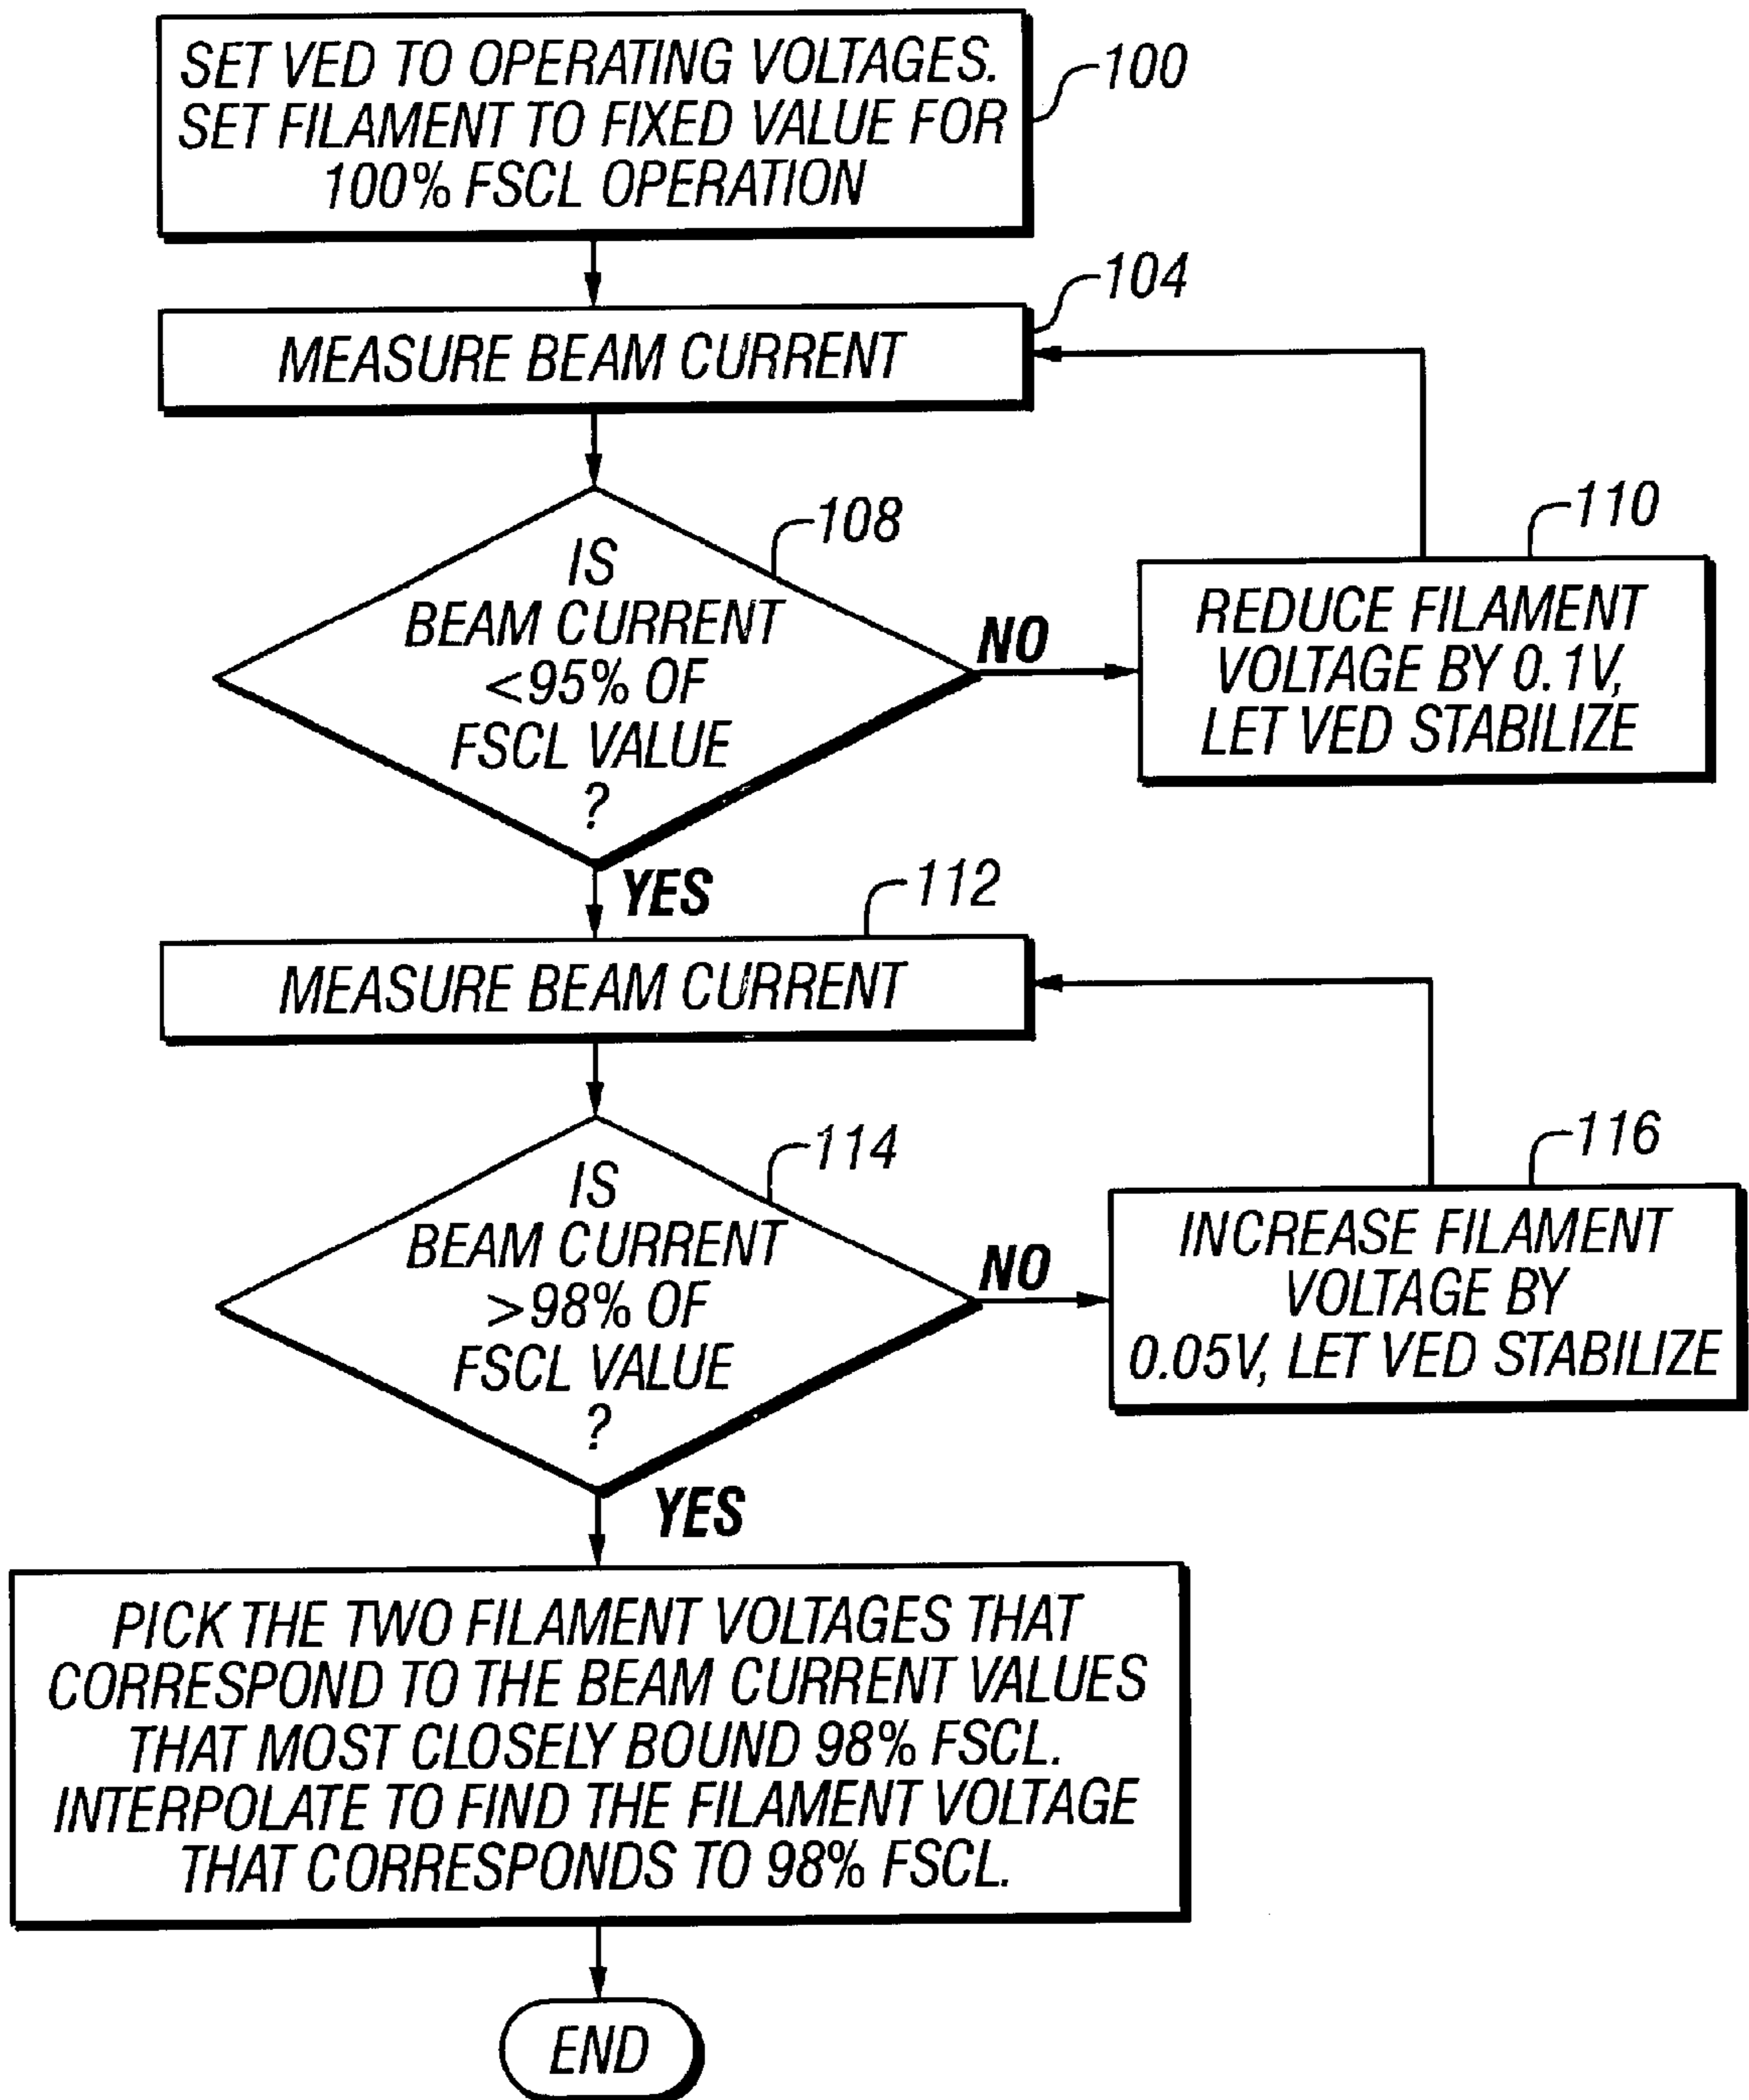 SET VED TO OPERATING VOLTAGES.
SET FILAMENT TO FIXED VALUE FOR
100% FSCL OPERATION
100
104
MEASURE BEAM CURRENT
108
IS
BEAM CURRENT
<95% OF
FSCL VALUE
?
NO
110
REDUCE FILAMENT
VOLTAGE BY 0.1V,
LET VED STABILIZE
YES
112
MEASURE BEAM CURRENT
114
IS
BEAM CURRENT
>98% OF
FSCL VALUE
?
NO
116
INCREASE FILAMENT
VOLTAGE BY
0.05V, LET VED STABILIZE
YES
PICK THE TWO FILAMENT VOLTAGES THAT
CORRESPOND TO THE BEAM CURRENT VALUES
THAT MOST CLOSELY BOUND 98% FSCL.
INTERPOLATE TO FIND THE FILAMENT VOLTAGE
THAT CORRESPONDS TO 98% FSCL.
END